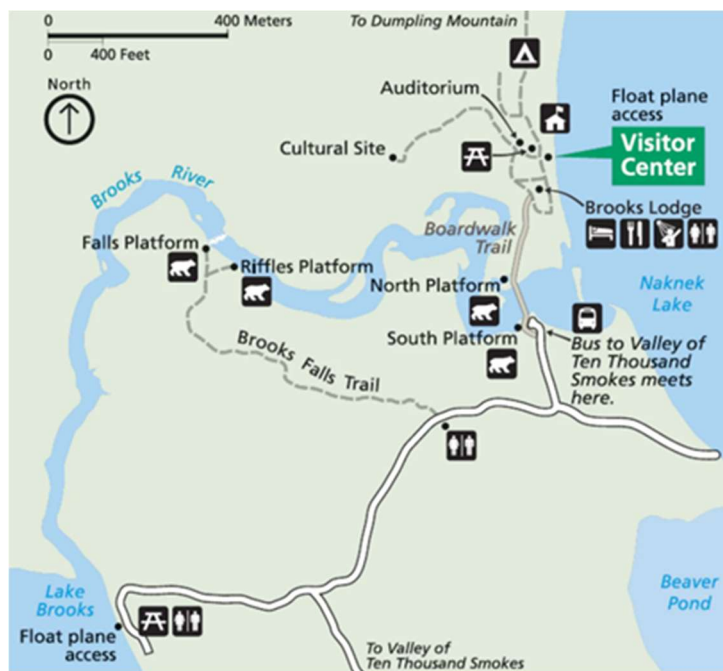 0 400 Meters
0 400 Feet
North
To Dumpling Mountain
Auditorium
Float plane
access
Visitor
Center
Cultural Site
Brooks
River
Brooks Lodge
Boardwalk
Trail
Falls Platform
Riffles Platform
North Platform
Naknek
Lake
South Platform
Bus to Valley of
Ten Thousand
Smokes meets
here.
Brooks Falls Trail
Lake
Brooks
Float plane
access
Beaver
Pond
To Valley of
Ten Thousand Smokes